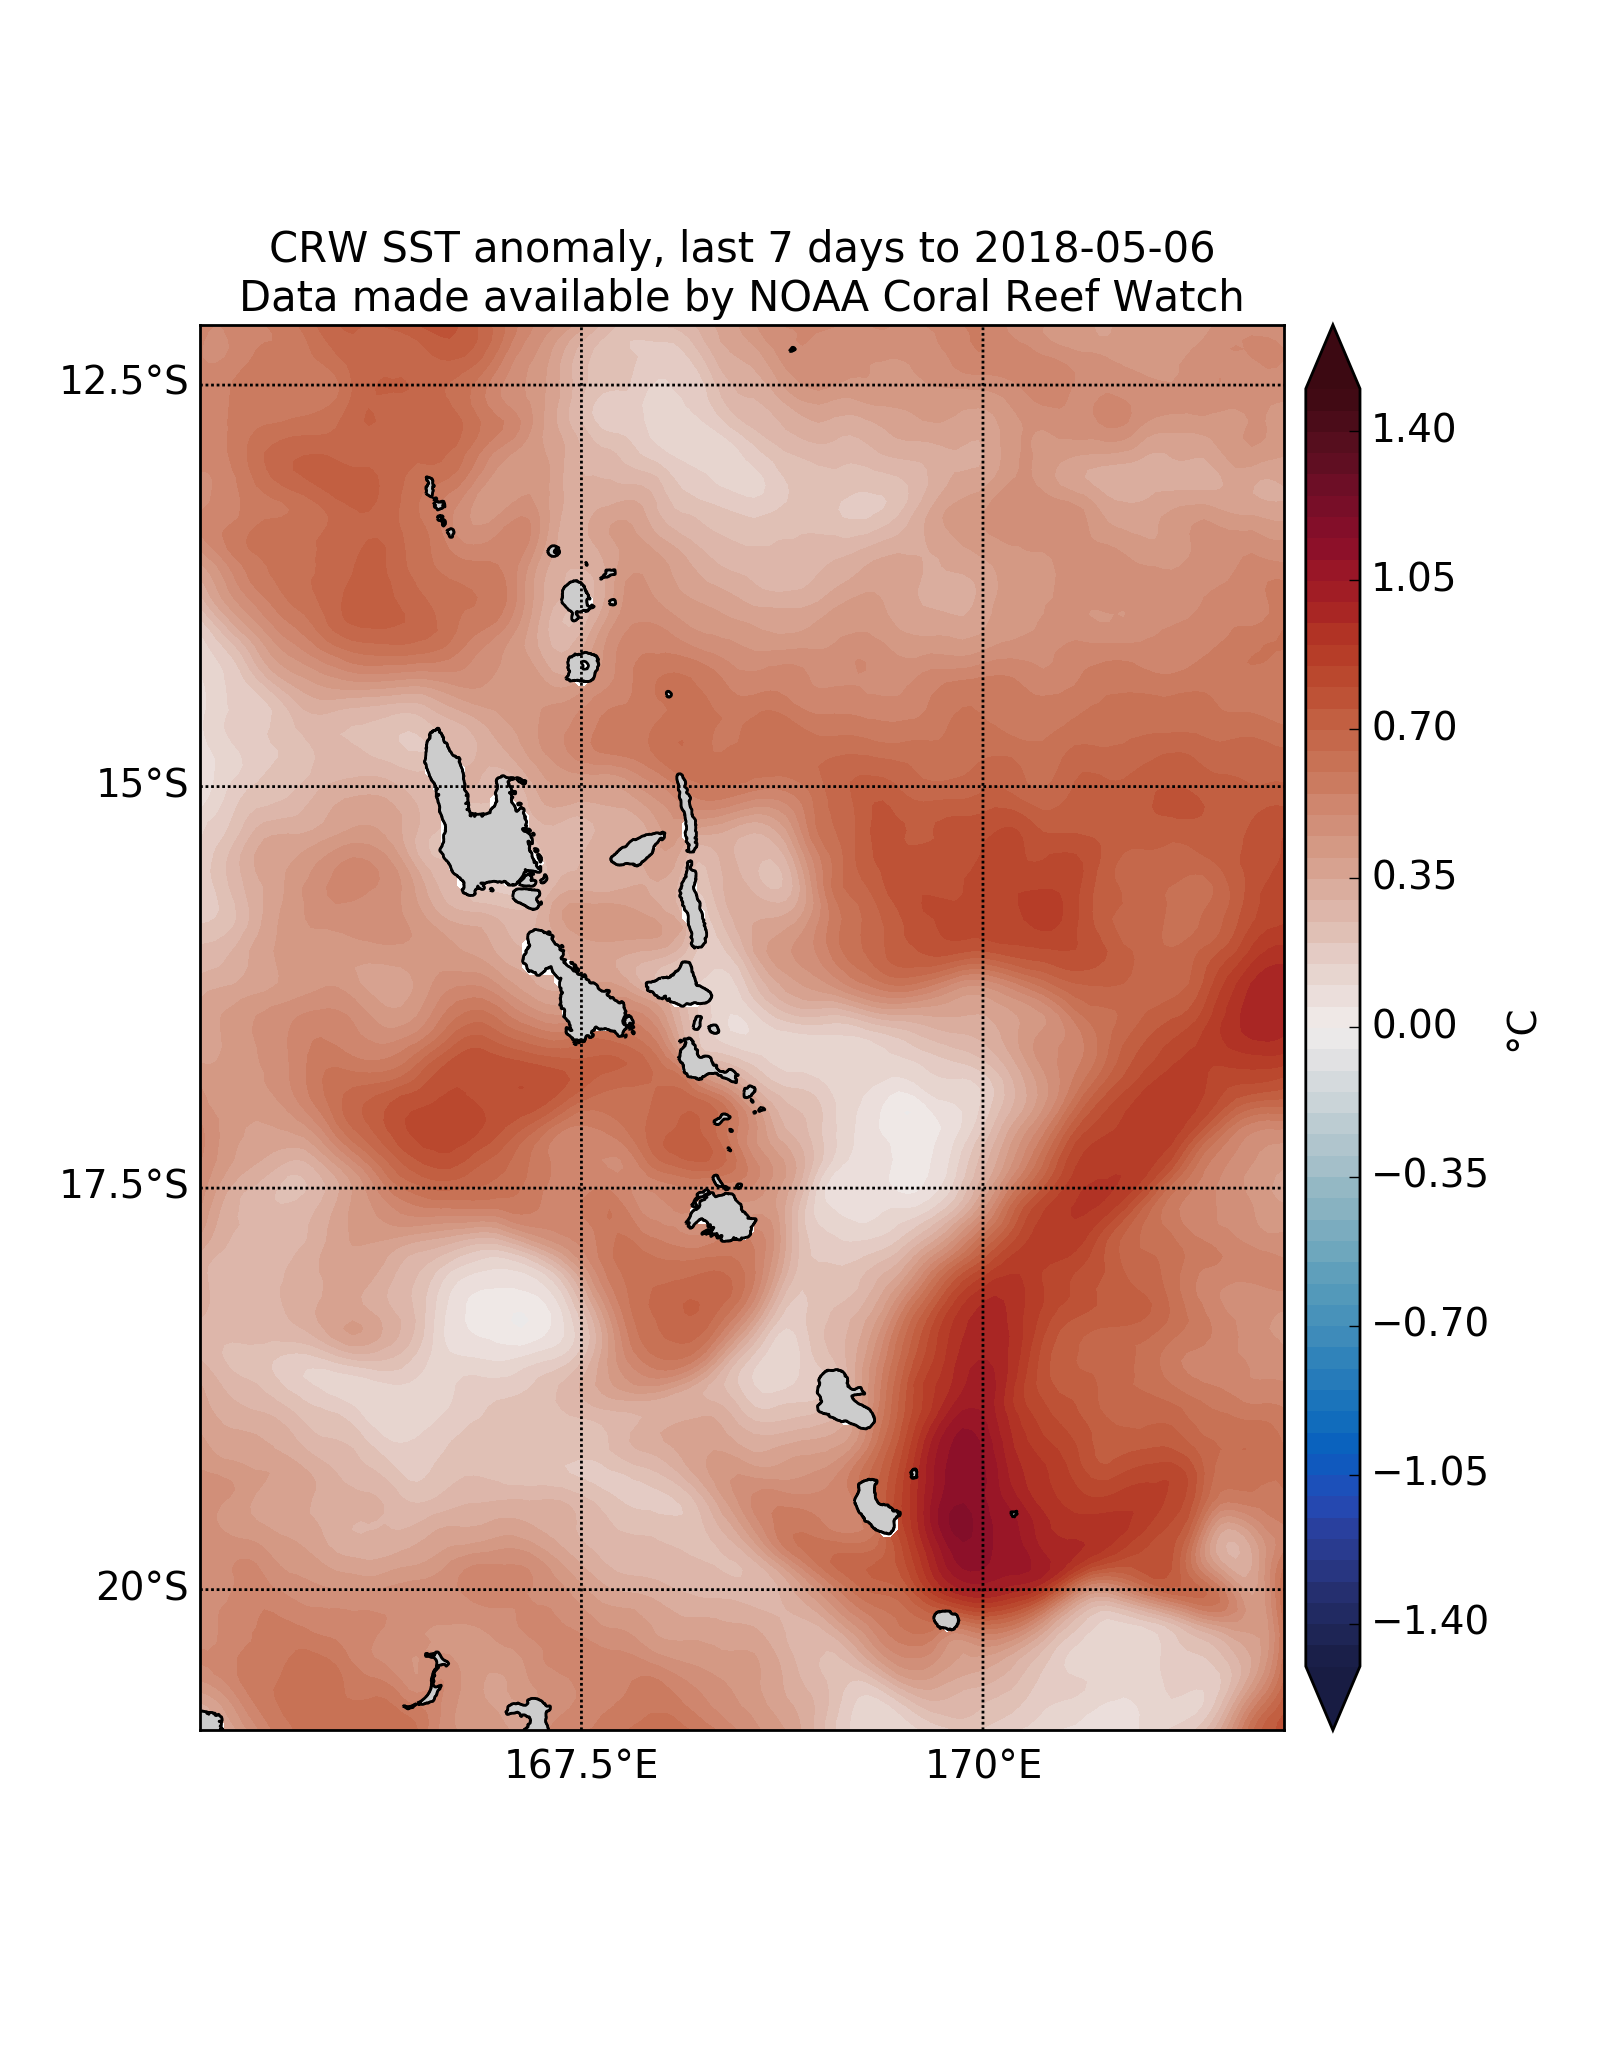 CRW SST anomaly, last 7 days to 2018-05-06
Data made available by NOAA Coral Reef Watch
12.5°S
15°S
17.5°S
20°S
167.5°E
170°E
1.40
1.05
0.70
0.35
0.00
−0.35
−0.70
−1.05
−1.40
°C